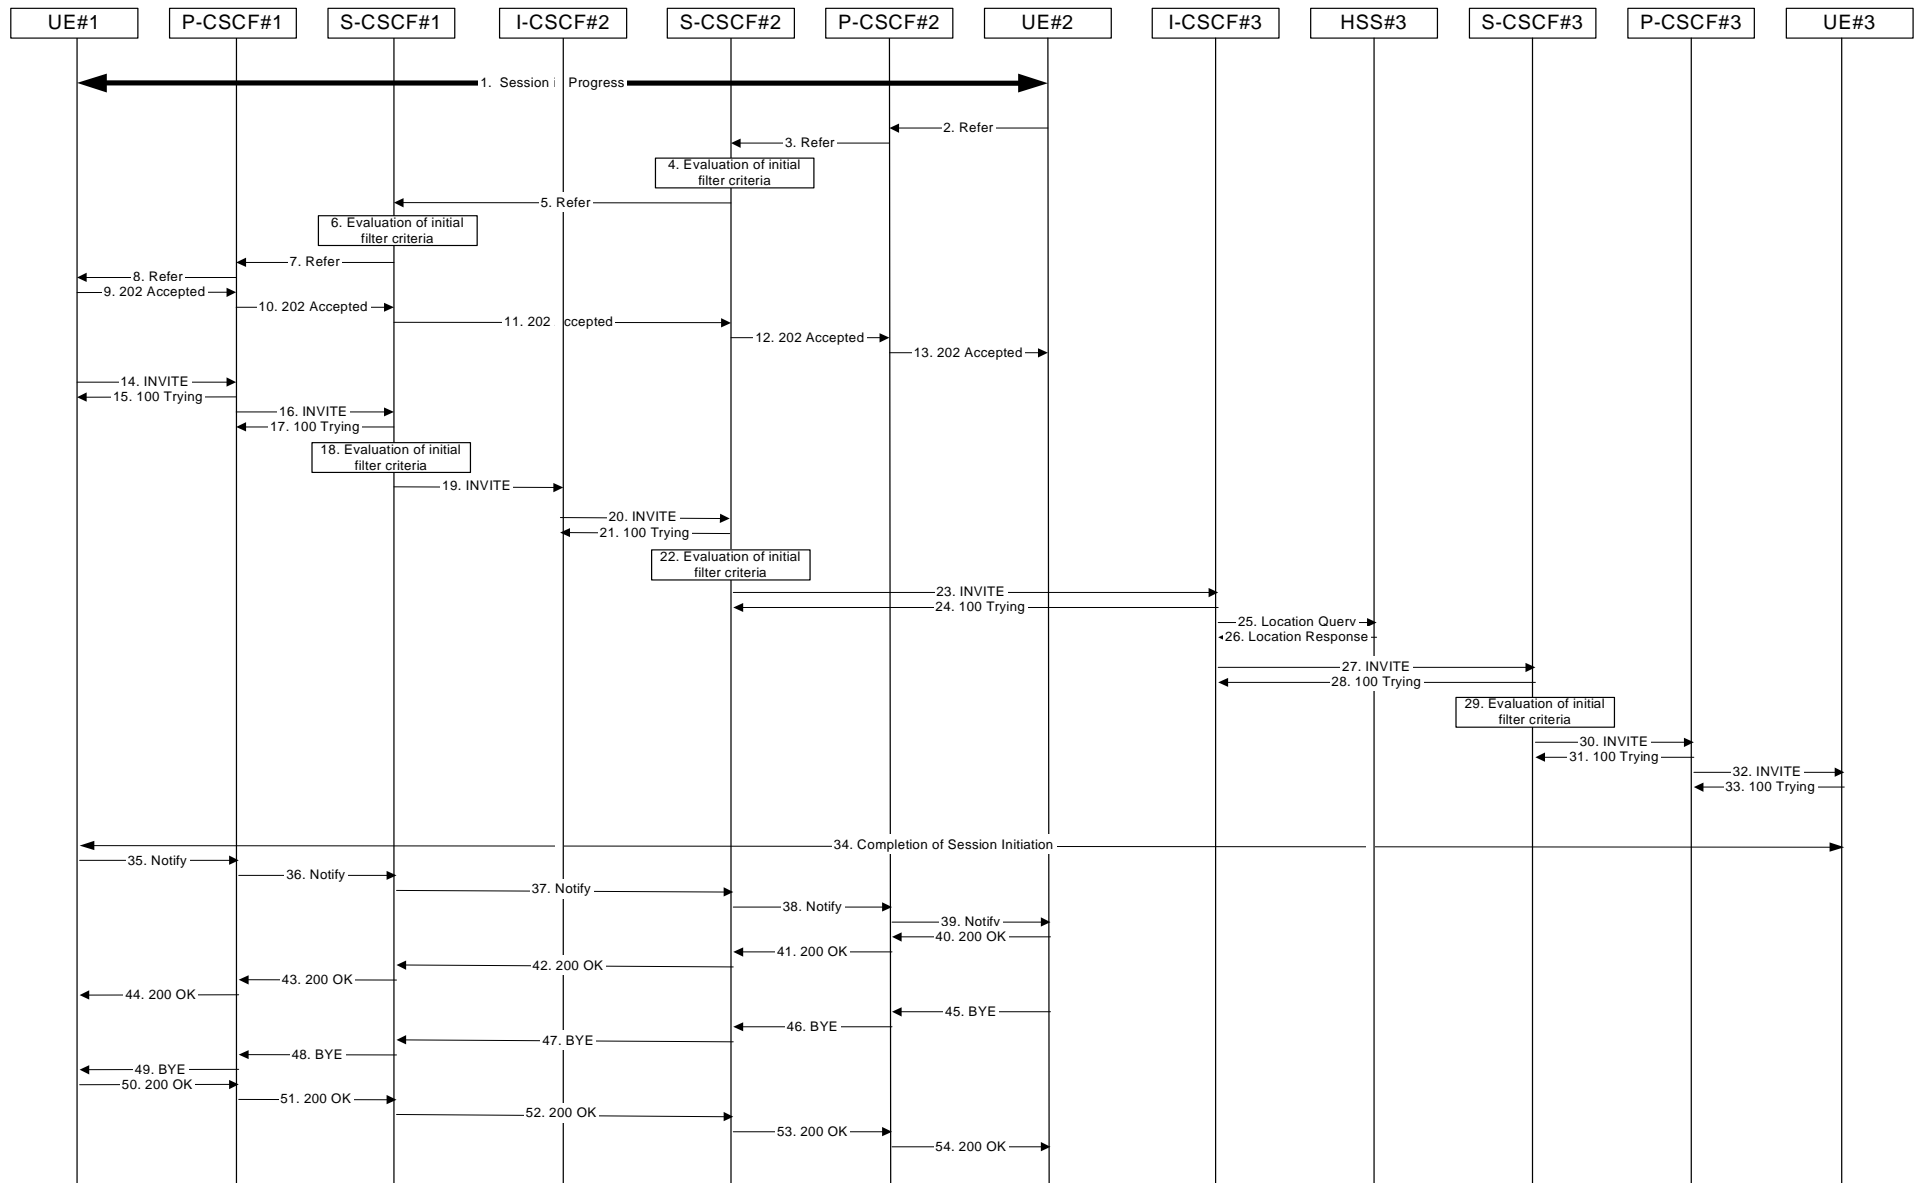 UE#1
P-CSCF#1
S-CSCF#1
I-CSCF#2
S-CSCF#2
P-CSCF#2
UE#2
I-CSCF#3
HSS#3
S-CSCF#3
P-CSCF#3
UE#3
1. Session i Progress
2. Refer
3. Refer
4. Evaluation of initial
filter criteria
5. Refer
6. Evaluation of initial
filter criteria
7. Refer
8. Refer
9. 202 Accepted
10. 202 Accepted
11. 202 ccepted
12. 202 Accepted
13. 202 Accepted
14. INVITE
15. 100 Trying
16. INVITE
17. 100 Trying
18. Evaluation of initial
filter criteria
19. INVITE
20. INVITE
21. 100 Trying
22. Evaluation of initial
filter criteria
23. INVITE
24. 100 Trying
25. Location Query
26. Location Response
27. INVITE
28. 100 Trying
29. Evaluation of initial
filter criteria
30. INVITE
31. 100 Trying
32. INVITE
33. 100 Trying
34. Completion of Session Initiation
35. Notify
36. Notify
37. Notify
38. Notify
39. Notify
40. 200 OK
41. 200 OK
42. 200 OK
43. 200 OK
44. 200 OK
45. BYE
46. BYE
47. BYE
48. BYE
49. BYE
50. 200 OK
51. 200 OK
52. 200 OK
53. 200 OK
54. 200 OK